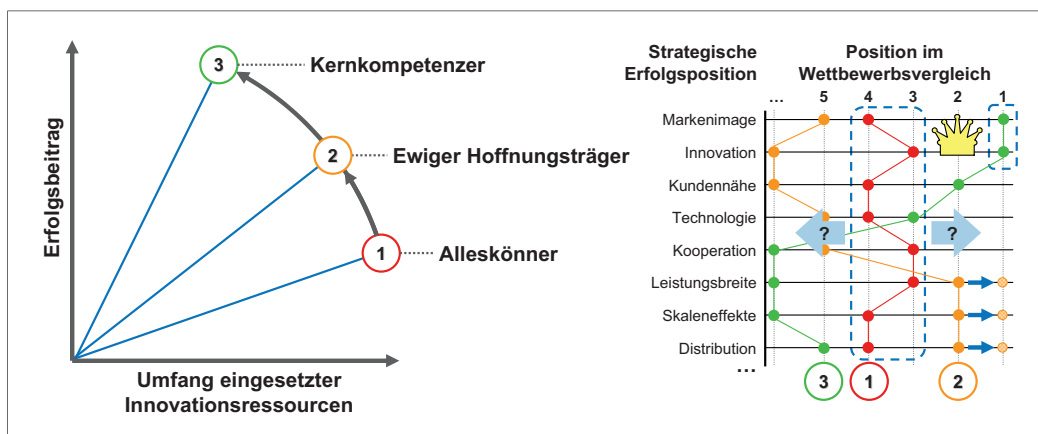 Erfolgsbeitrag
3
Kernkompetenzer
2
Ewiger Hoffnungsträger
1
Alleskönner
Umfang eingesetzter
Innovationsressourcen
Strategische
Erfolgsposition
Position im
Wettbewerbsvergleich
... 5 4 3 2 1
Markenimage
Innovation
Kundennähe
Technologie
? ?
Kooperation
Leistungsbreite
Skaleneffekte
Distribution
...
3 1 2